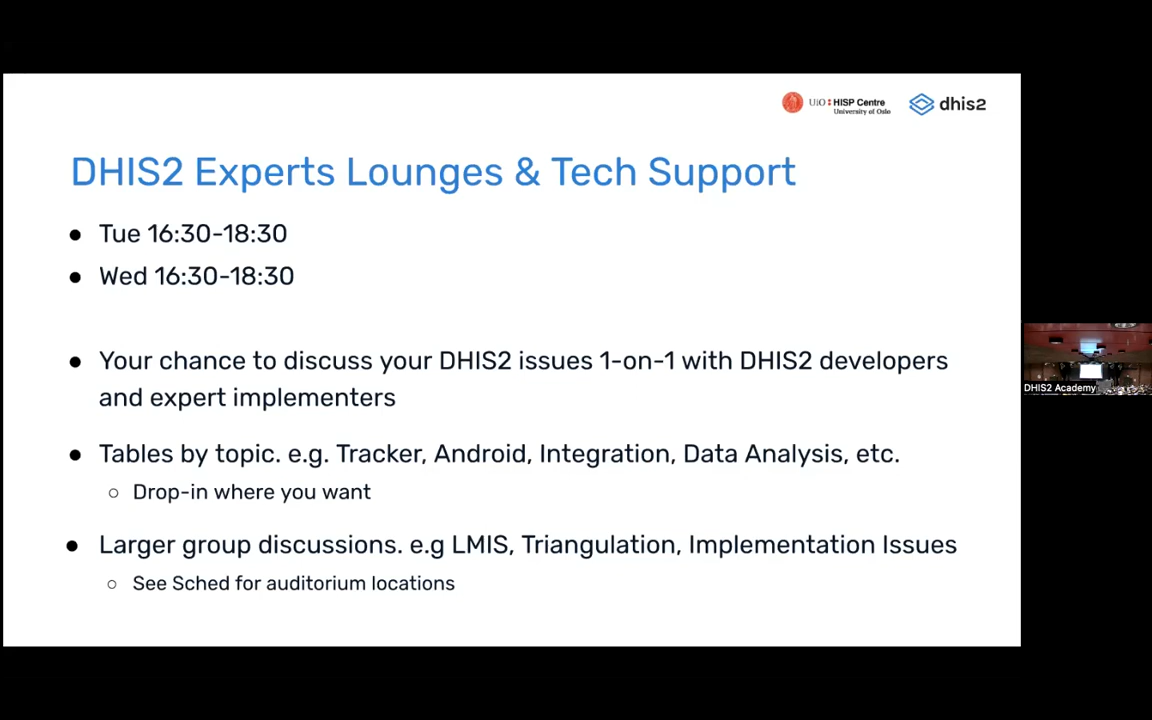 UiO HISP Centre
University of Oslo
dhis2
DHIS2 Experts Lounges & Tech Support
● Tue 16:30-18:30
● Wed 16:30-18:30
● Your chance to discuss your DHIS2 issues 1-on-1 with DHIS2 developers
and expert implementers
● Tables by topic. e.g. Tracker, Android, Integration, Data Analysis, etc.
○ Drop-in where you want
● Larger group discussions. e.g LMIS, Triangulation, Implementation Issues
○ See Sched for auditorium locations
DHIS2 Academy